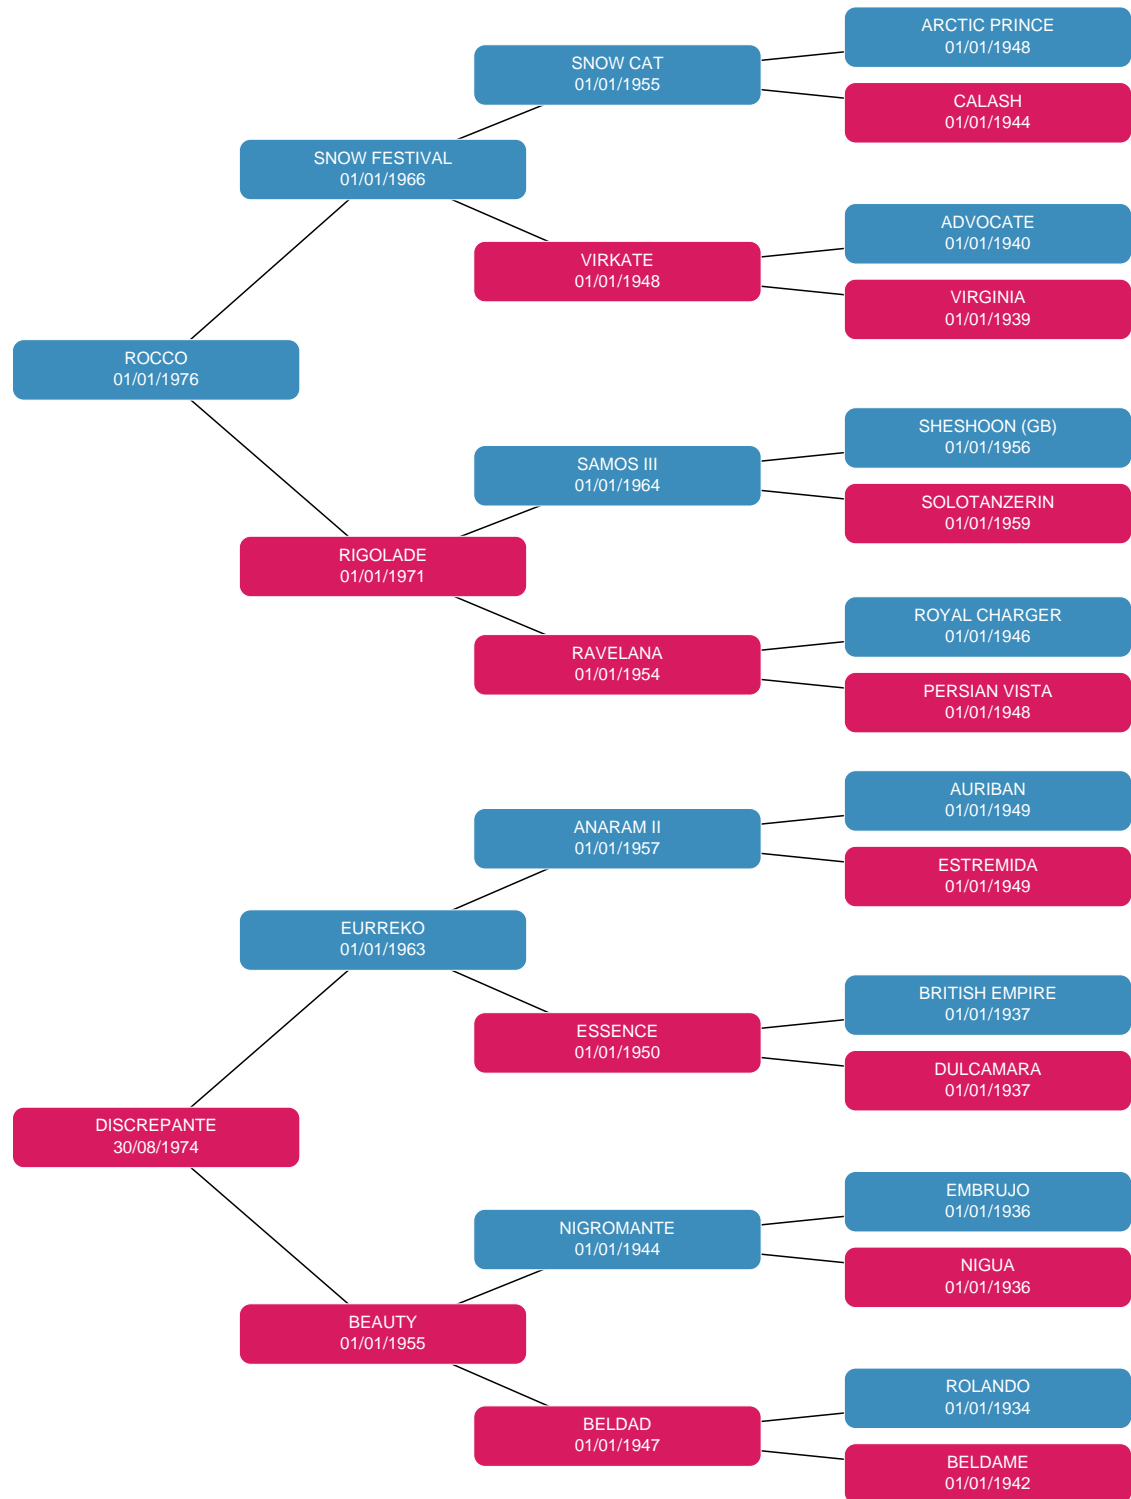 ARCTIC PRINCE
01/01/1948
SNOW CAT
01/01/1955
CALASH
01/01/1944
SNOW FESTIVAL
01/01/1966
ADVOCATE
01/01/1940
VIRKATE
01/01/1948
VIRGINIA
01/01/1939
ROCCO
01/01/1976
SHESHOON (GB)
01/01/1956
SAMOS III
01/01/1964
SOLOTANZERIN
01/01/1959
RIGOLADE
01/01/1971
ROYAL CHARGER
01/01/1946
RAVELANA
01/01/1954
PERSIAN VISTA
01/01/1948
AURIBAN
01/01/1949
ANARAM II
01/01/1957
ESTREMIDA
01/01/1949
EURREKO
01/01/1963
BRITISH EMPIRE
01/01/1937
ESSENCE
01/01/1950
DULCAMARA
01/01/1937
DISCREPANTE
30/08/1974
EMBRUJO
01/01/1936
NIGROMANTE
01/01/1944
NIGUA
01/01/1936
BEAUTY
01/01/1955
ROLANDO
01/01/1934
BELDAD
01/01/1947
BELDAME
01/01/1942